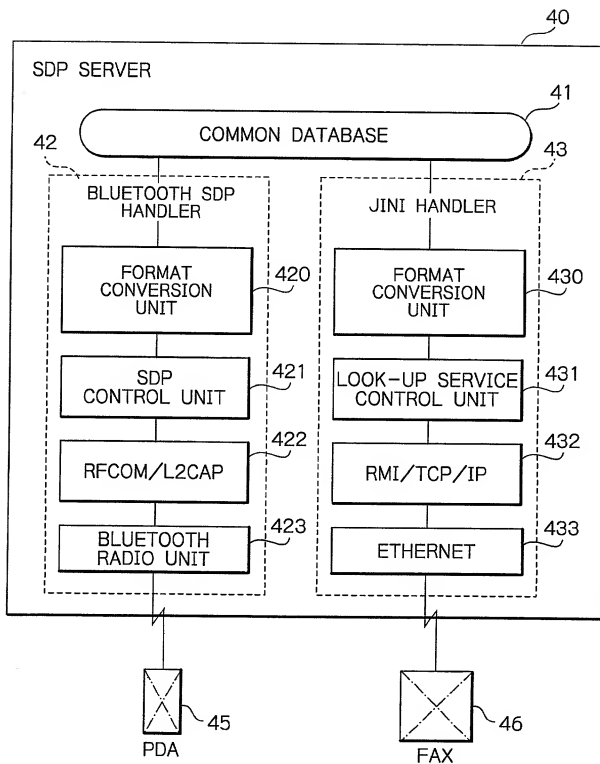 40
SDP SERVER
41
COMMON DATABASE
42
43
BLUETOOTH SDP
HANDLER
JINI HANDLER
FORMAT
CONVERSION
UNIT
420
FORMAT
CONVERSION
UNIT
430
SDP
CONTROL UNIT
421
LOOK-UP SERVICE
CONTROL UNIT
431
RFCOM/L2CAP
422
RMI/TCP/IP
432
BLUETOOTH
RADIO UNIT
423
ETHERNET
433
45
PDA
46
FAX